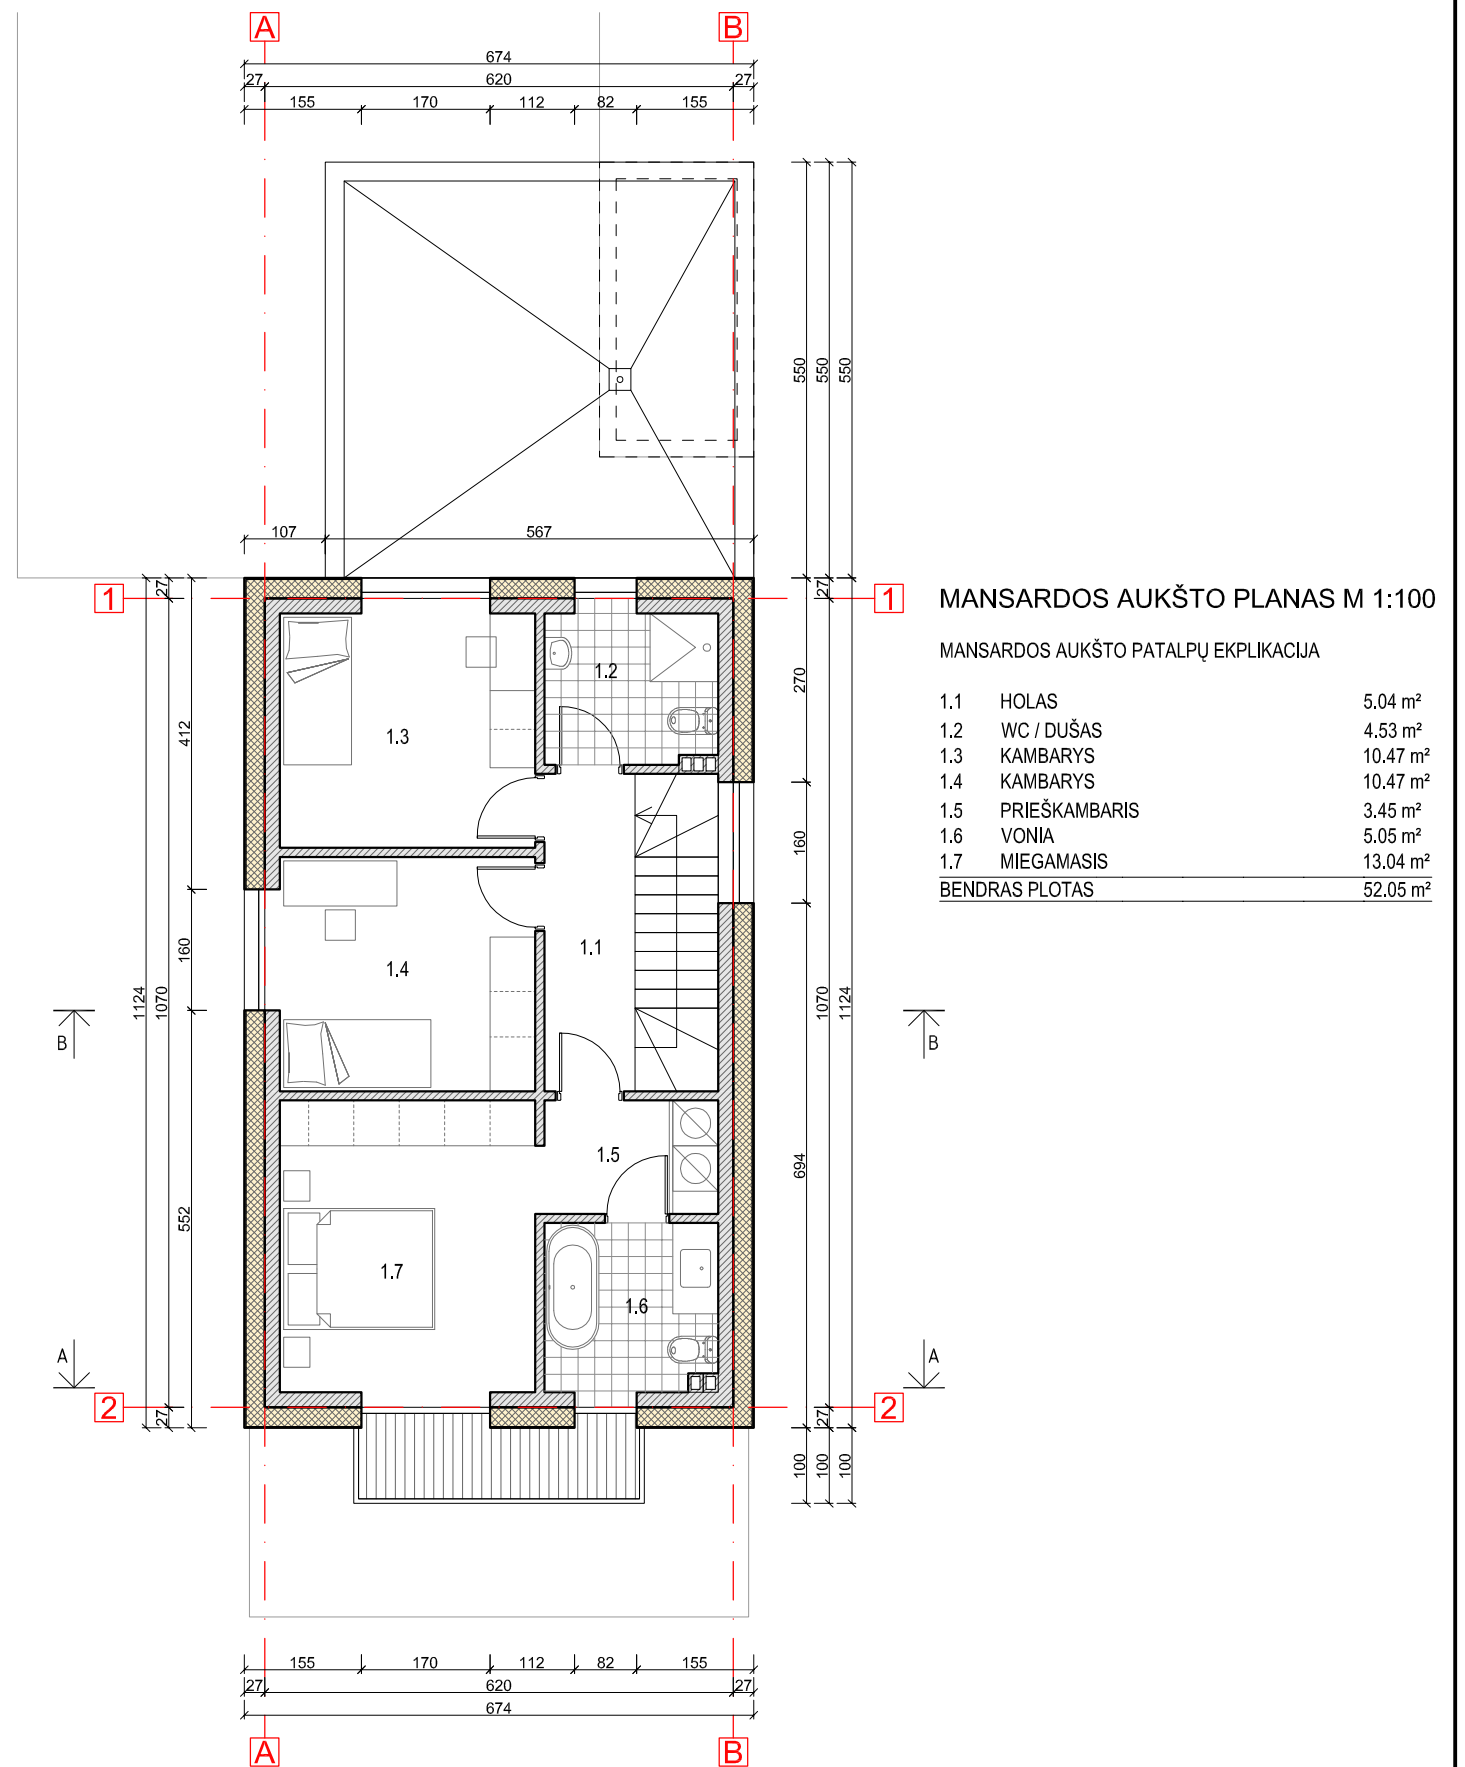 A B
674
27 620 27
155 170 112 82 155
550 550 550
107 567
1 27 27 1
MANSARDOS AUKŠTO PLANAS M 1:100
MANSARDOS AUKŠTO PATALPŲ EKPLIKACIJA
1.1 HOLAS 5.04 m²
1.2 WC / DUŠAS 4.53 m²
1.3 KAMBARYS 10.47 m²
1.4 KAMBARYS 10.47 m²
1.5 PRIEŠKAMBARIS 3.45 m²
1.6 VONIA 5.05 m²
1.7 MIEGAMASIS 13.04 m²
BENDRAS PLOTAS 52.05 m²
1.2
270
412
1.3
160
1.1
160
1.4
1124 1070
1070 1124
B B
1.5
694
552
1.7
1.6
A A
2 27 27 2
100 100 100
155 170 112 82 155
27 620 27
674
A B